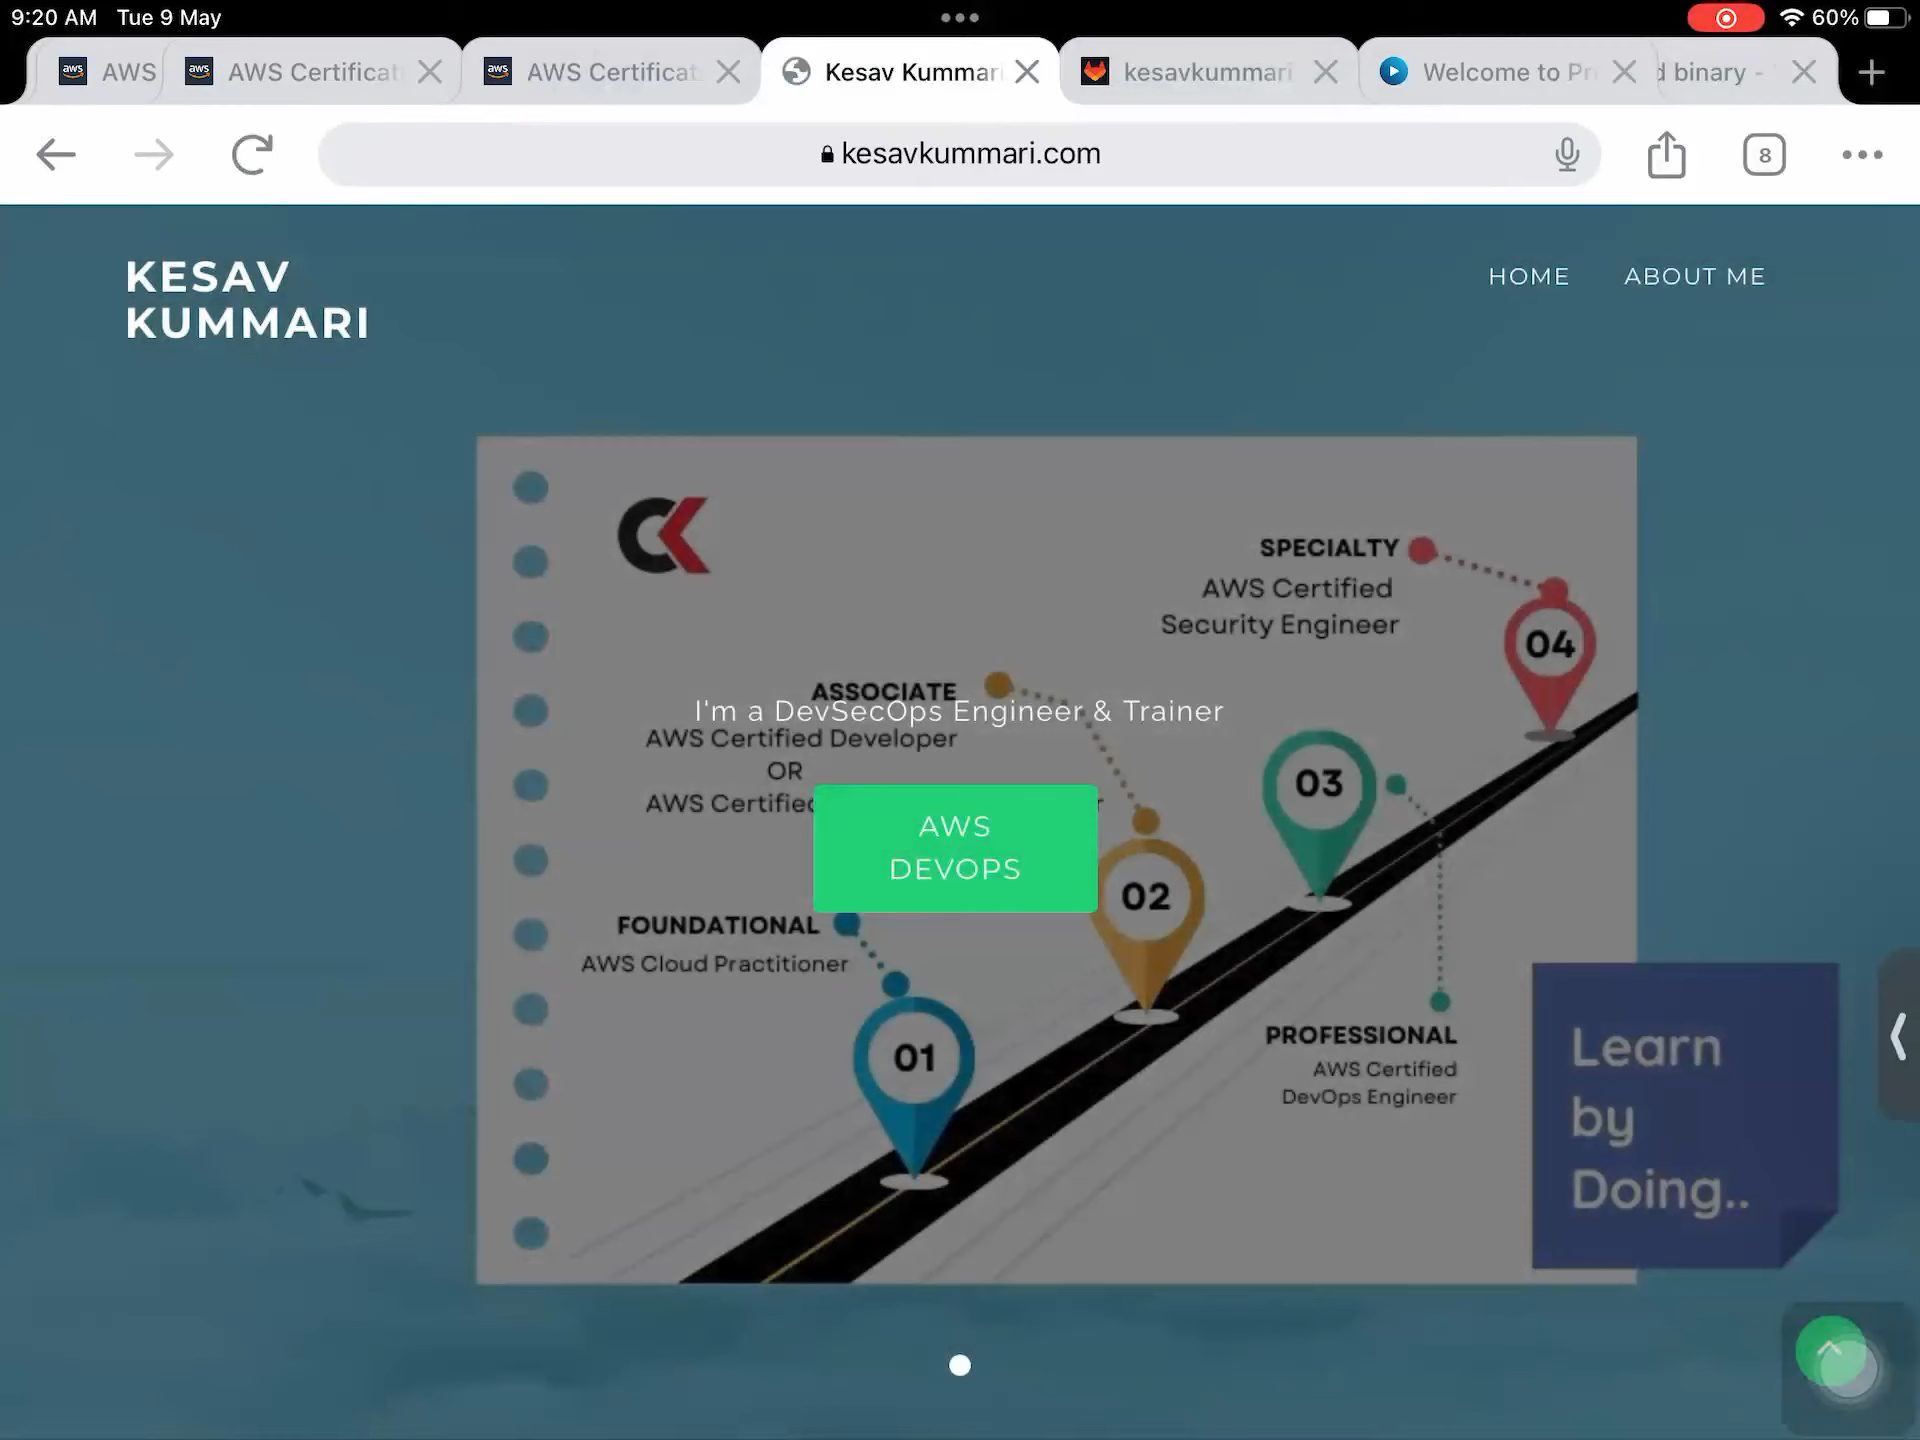 9:20 AM Tue 9 May
60%
AWS
AWS Certificat
AWS Certificat
Kesav Kummari
kesavkummari
Welcome to Pr
d binary -
kesavkummari.com
8
KESAV
KUMMARI
HOME
ABOUT ME
CK
SPECIALTY
AWS Certified
Security Engineer
04
ASSOCIATE
I'm a DevSecOps Engineer & Trainer
AWS Certified Developer
OR
AWS Certified
AWS
DEVOPS
03
02
FOUNDATIONAL
AWS Cloud Practitioner
01
PROFESSIONAL
AWS Certified
DevOps Engineer
Learn
by
Doing..